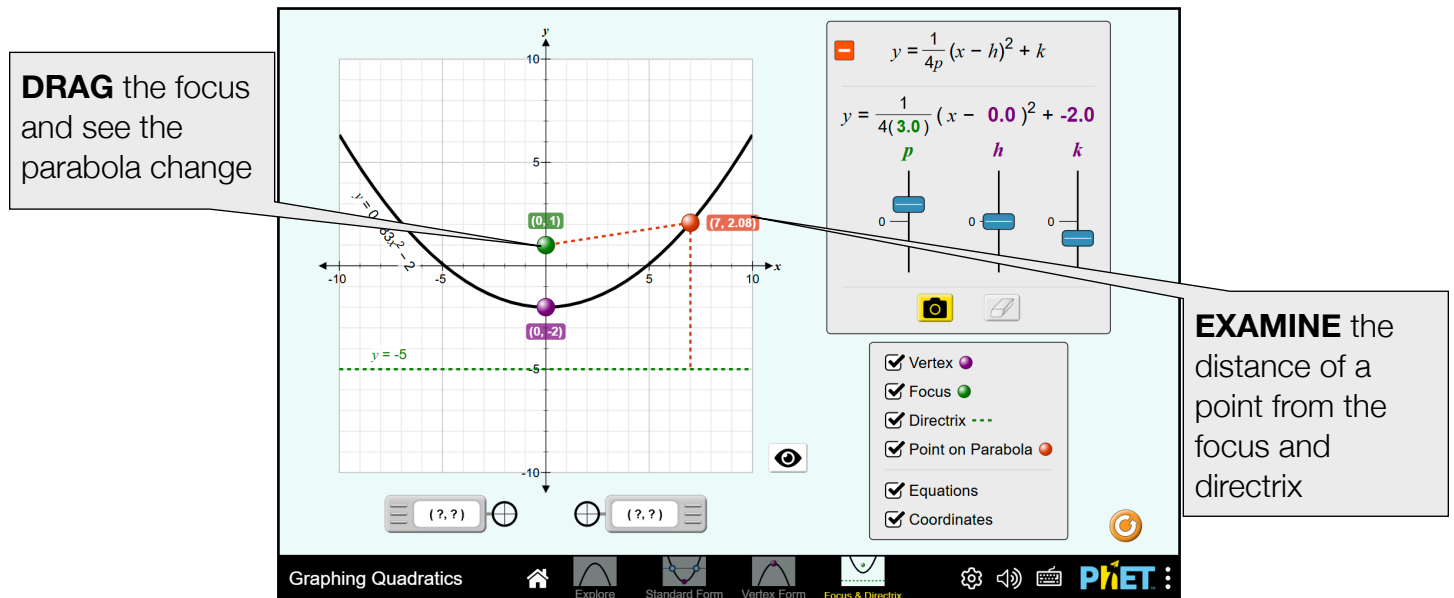 DRAG the focus
and see the
parabola change
y
10
5
-5
-10
-10
-5
5
10
x
(0, 1)
(7, 2.08)
(0, -2)
y = -5
( ?, ? )
( ?, ? )
y = 1/4p (x − h)² + k
y = 1/4( 3.0 ) ( x − 0.0 )² + -2.0
p h k
0 0 0
Vertex
Focus
Directrix
Point on Parabola
Equations
Coordinates
EXAMINE the
distance of a
point from the
focus and
directrix
Graphing Quadratics
Explore
Standard Form
Vertex Form
Focus & Directrix
PhET